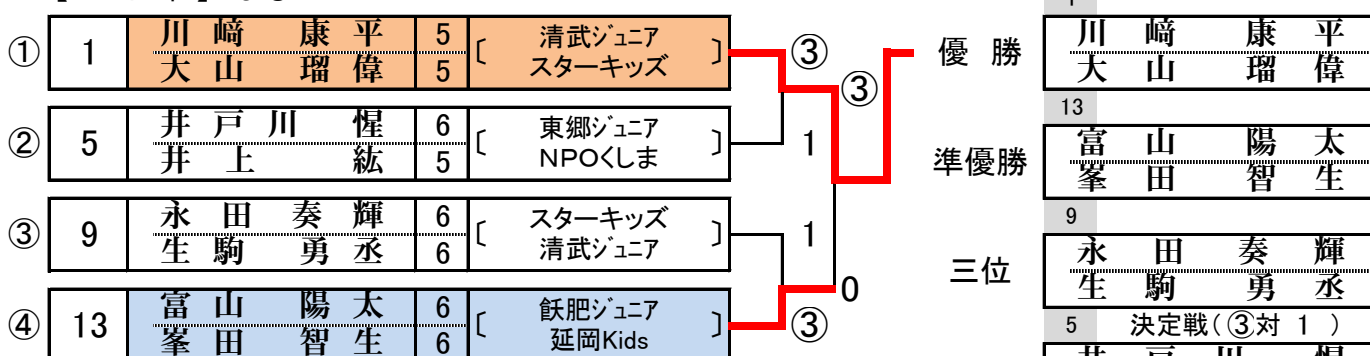 ① 1 川 﨑 康 平 5 〔 清武ジュニア 〕 ③
大 山 瑠 偉 5 スターキッズ
③
② 5 井 戸 川 惺 6 〔 東郷ジュニア 〕 1
井 上 紘 5 NPOくしま
③ 9 永 田 奏 輝 6 〔 スターキッズ 〕 1
生 駒 勇 丞 6 清武ジュニア
0
④ 13 富 山 陽 太 6 〔 飫肥ジュニア 〕 ③
峯 田 智 生 6 延岡Kids
優 勝
川 﨑 康 平
大 山 瑠 偉
13
準優勝
富 山 陽 太
峯 田 智 生
9
三位
永 田 奏 輝
生 駒 勇 丞
5 決定戦(③対 1 )
井 戸 川 惺